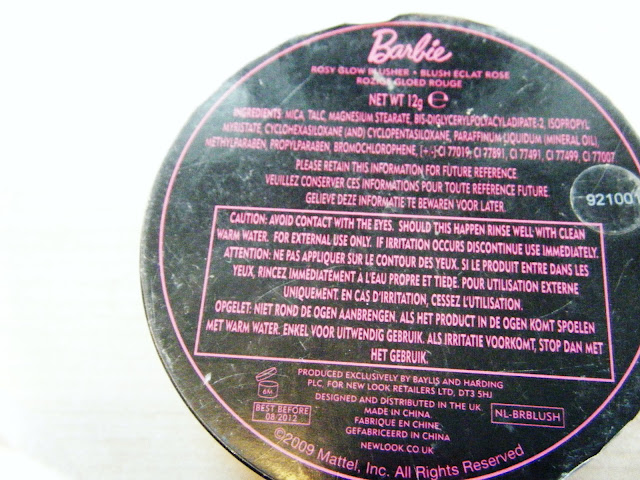 Barbie
ROSY GLOW BLUSHER • BLUSH ÉCLAT ROSE
ROZIGE GLOED ROUGE
NET WT 12g ℮
INGREDIENTS: MICA, TALC, MAGNESIUM STEARATE, BIS-DIGLYCERYLPOLYACYLADIPATE-2, ISOPROPYL
MYRISTATE, CYCLOHEXASILOXANE (AND) CYCLOPENTASILOXANE, PARAFFINUM LIQUIDUM (MINERAL OIL),
METHYLPARABEN, PROPYLPARABEN, BROMOCHLOROPHENE, [+/-] CI 77019, CI 77891, CI 77491, CI 77499, CI 77007
PLEASE RETAIN THIS INFORMATION FOR FUTURE REFERENCE
VEUILLEZ CONSERVER CES INFORMATIONS POUR TOUTE REFERENCE FUTURE
GELIEVE DEZE INFORMATIE TE BEWAREN VOOR LATER
921001
CAUTION: AVOID CONTACT WITH THE EYES. SHOULD THIS HAPPEN RINSE WELL WITH CLEAN
WARM WATER. FOR EXTERNAL USE ONLY. IF IRRITATION OCCURS DISCONTINUE USE IMMEDIATELY.
ATTENTION: NE PAS APPLIQUER SUR LE CONTOUR DES YEUX. SI LE PRODUIT ENTRE DANS LES
YEUX, RINCEZ IMMÉDIATEMENT À L'EAU PROPRE ET TIEDE. POUR UTILISATION EXTERNE
UNIQUEMENT. EN CAS D'IRRITATION, CESSEZ L'UTILISATION.
OPGELET: NIET ROND DE OGEN AANBRENGEN. ALS HET PRODUCT IN DE OGEN KOMT SPOELEN
MET WARM WATER. ENKEL VOOR UITWENDIG GEBRUIK. ALS IRRITATIE VOORKOMT, STOP DAN MET
HET GEBRUIK.
6M
PRODUCED EXCLUSIVELY BY BAYLIS AND HARDING
PLC, FOR NEW LOOK RETAILERS LTD, DT3 5HJ
DESIGNED AND DISTRIBUTED IN THE UK
BEST BEFORE
08/2012
MADE IN CHINA
FABRIQUE EN CHINE
GEFABRICEERD IN CHINA
NL-BRBLUSH
NEWLOOK.CO.UK
©2009 Mattel, Inc. All Rights Reserved